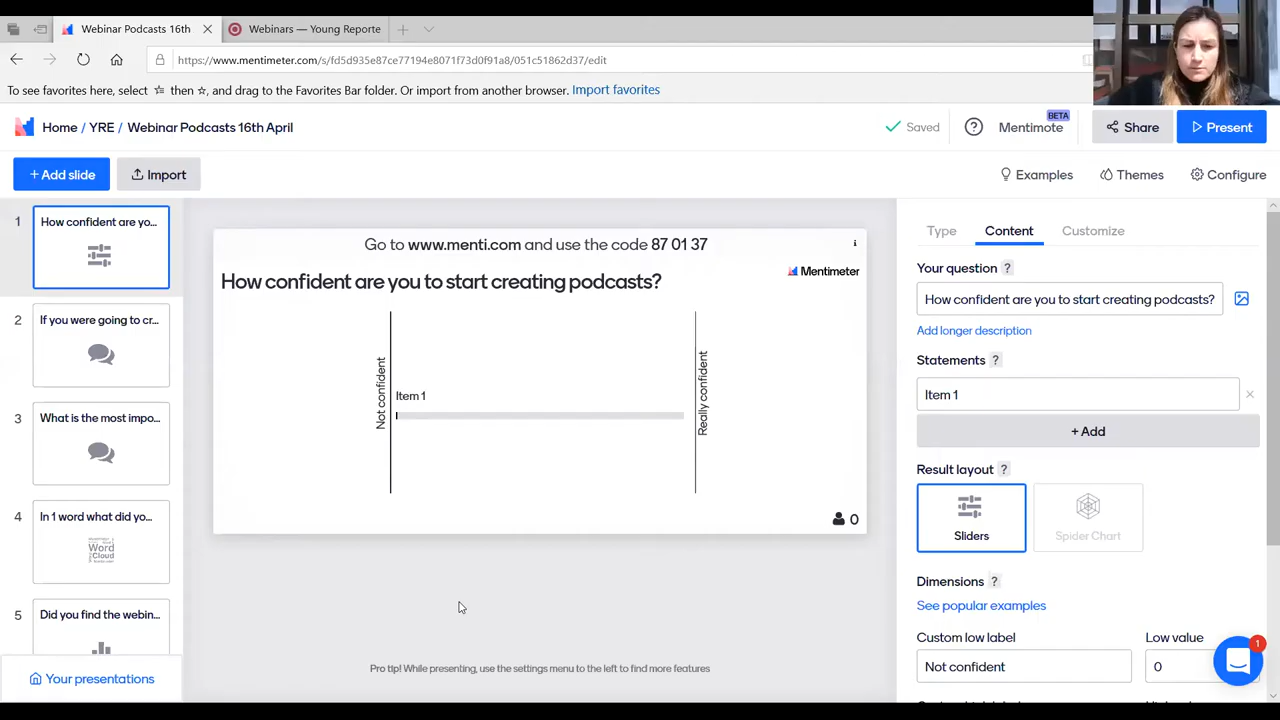 Webinar Podcasts 16th
Webinars — Young Reporte
https://www.mentimeter.com/s/fd5d935e87ce77194e8071f73d0f91a8/051c51862d37/edit
To see favorites here, select then ☆, and drag to the Favorites Bar folder. Or import from another browser. Import favorites
Home / YRE / Webinar Podcasts 16th April
Saved
?
Mentimote
BETA
Share
Present
+ Add slide
Import
Examples
Themes
Configure
1
How confident are yo...
2
If you were going to cr...
3
What is the most impo...
4
In 1 word what did yo...
Word
Cloud
5
Did you find the webin...
Your presentations
Go to www.menti.com and use the code 87 01 37
i
How confident are you to start creating podcasts?
Mentimeter
Not confident
Item 1
Really confident
0
Pro tip! While presenting, use the settings menu to the left to find more features
Type
Content
Customize
Your question ?
How confident are you to start creating podcasts?
Add longer description
Statements ?
Item 1
+ Add
Result layout ?
Sliders
Spider Chart
Dimensions ?
See popular examples
Custom low label
Low value
Not confident
0
1